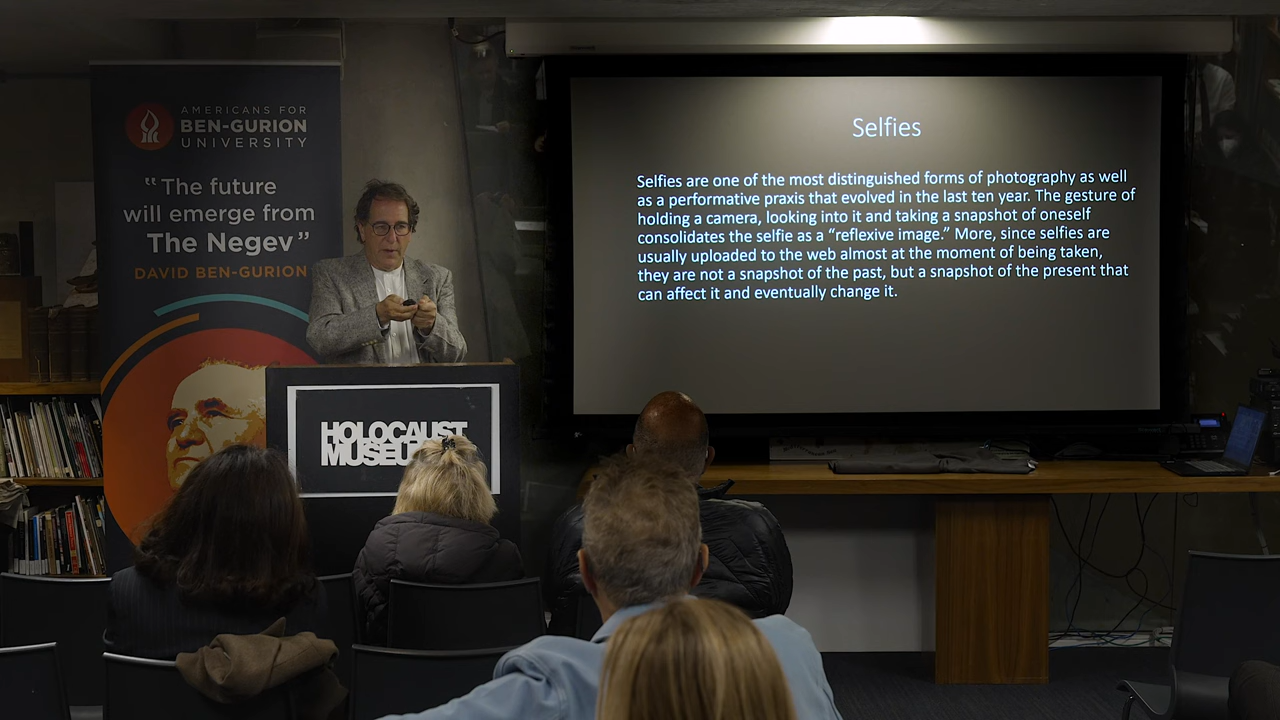 AMERICANS FOR
BEN-GURION
UNIVERSITY
"The future
will emerge from
The Negev"
DAVID BEN-GURION
HOLOCAUST
Selfies
Selfies are one of the most distinguished forms of photography as well
as a performative praxis that evolved in the last ten year. The gesture of
holding a camera, looking into it and taking a snapshot of oneself
consolidates the selfie as a “reflexive image.” More, since selfies are
usually uploaded to the web almost at the moment of being taken,
they are not a snapshot of the past, but a snapshot of the present that
can affect it and eventually change it.